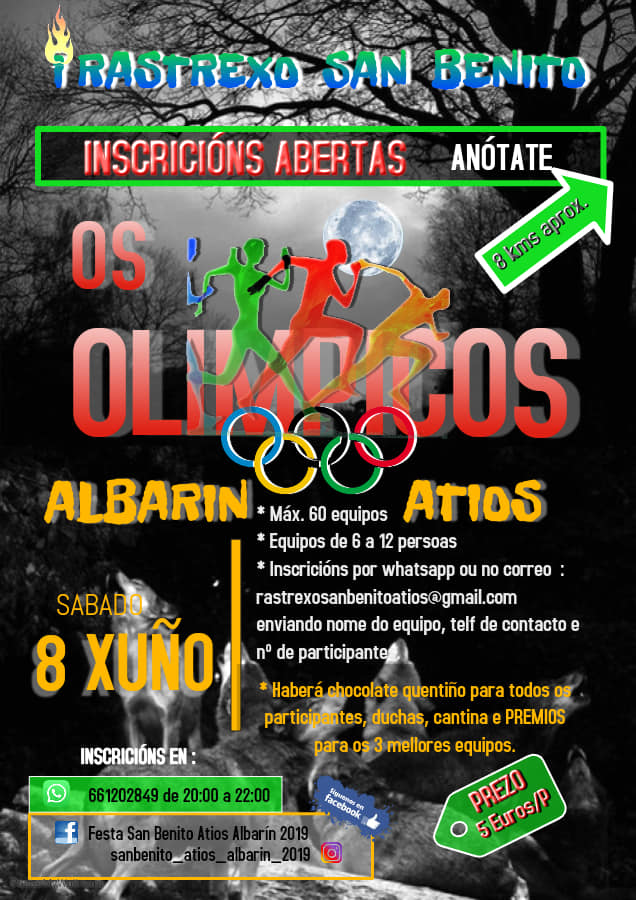 I RASTREXO SAN BENITO
INSCRICIÓNS ABERTAS ANÓTATE
8 kms aprox.
OS
OLIMPICOS
ALBARIN ATIOS
* Máx. 60 equipos
* Equipos de 6 a 12 persoas
* Inscricións por whatsapp ou no correo :
rastrexosanbenitoatios@gmail.com
enviando nome do equipo, telf de contacto e
nº de participantes.
SABADO
8 XUÑO
* Haberá chocolate quentiño para todos os
participantes, duchas, cantina e PREMIOS
para os 3 mellores equipos.
INSCRICIÓNS EN :
661202849 de 20:00 a 22:00
Síguenos en
facebook
Festa San Benito Atios Albarín 2019
sanbenito_atios_albarin_2019
PREZO
5 Euros/p